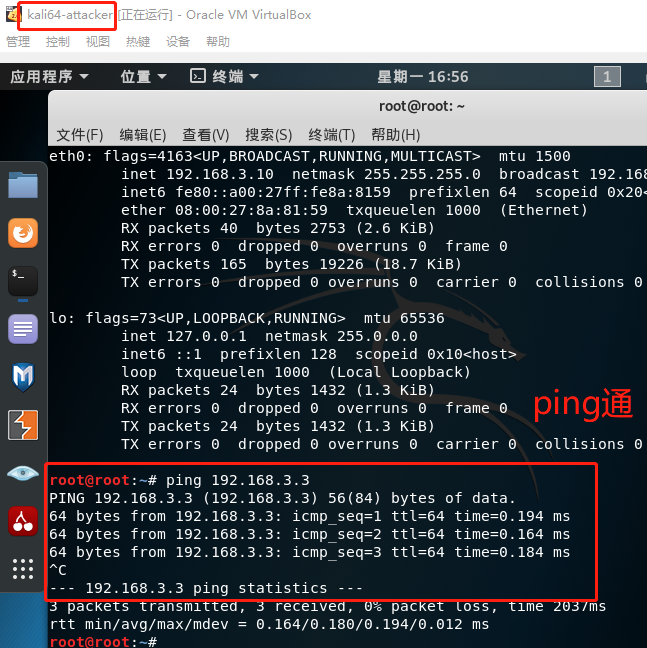 kali64-attacker [正在运行] - Oracle VM VirtualBox
管理 控制 视图 热键 设备 帮助
应用程序 位置 终端 星期一 16:56 1
root@root: ~
文件(F) 编辑(E) 查看(V) 搜索(S) 终端(T) 帮助(H)
eth0: flags=4163<UP,BROADCAST,RUNNING,MULTICAST> mtu 1500
inet 192.168.3.10 netmask 255.255.255.0 broadcast 192.168
inet6 fe80::a00:27ff:fe8a:8159 prefixlen 64 scopeid 0x20<
ether 08:00:27:8a:81:59 txqueuelen 1000 (Ethernet)
RX packets 40 bytes 2753 (2.6 KiB)
RX errors 0 dropped 0 overruns 0 frame 0
TX packets 165 bytes 19226 (18.7 KiB)
TX errors 0 dropped 0 overruns 0 carrier 0 collisions 0
lo: flags=73<UP,LOOPBACK,RUNNING> mtu 65536
inet 127.0.0.1 netmask 255.0.0.0
inet6 ::1 prefixlen 128 scopeid 0x10<host>
loop txqueuelen 1000 (Local Loopback)
RX packets 24 bytes 1432 (1.3 KiB)
RX errors 0 dropped 0 overruns 0 frame 0
TX packets 24 bytes 1432 (1.3 KiB)
TX errors 0 dropped 0 overruns 0 carrier 0 collisions 0
ping通
root@root:~# ping 192.168.3.3
PING 192.168.3.3 (192.168.3.3) 56(84) bytes of data.
64 bytes from 192.168.3.3: icmp_seq=1 ttl=64 time=0.194 ms
64 bytes from 192.168.3.3: icmp_seq=2 ttl=64 time=0.164 ms
64 bytes from 192.168.3.3: icmp_seq=3 ttl=64 time=0.184 ms
^C
--- 192.168.3.3 ping statistics ---
3 packets transmitted, 3 received, 0% packet loss, time 2037ms
rtt min/avg/max/mdev = 0.164/0.180/0.194/0.012 ms
root@root:~#